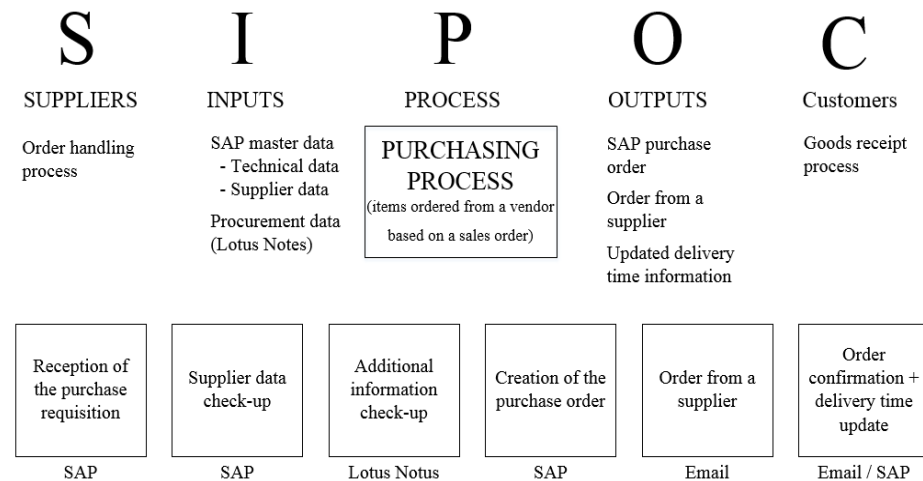 S I P O C
SUPPLIERS INPUTS PROCESS OUTPUTS Customers
Order handling
process
SAP master data
- Technical data
- Supplier data
Procurement data
(Lotus Notes)
PURCHASING
PROCESS
(items ordered from a vendor
based on a sales order)
SAP purchase
order
Order from a
supplier
Updated delivery
time information
Goods receipt
process
Reception of
the purchase
requisition
SAP
Supplier data
check-up
SAP
Additional
information
check-up
Lotus Notus
Creation of the
purchase order
SAP
Order from a
supplier
Email
Order
confirmation +
delivery time
update
Email / SAP